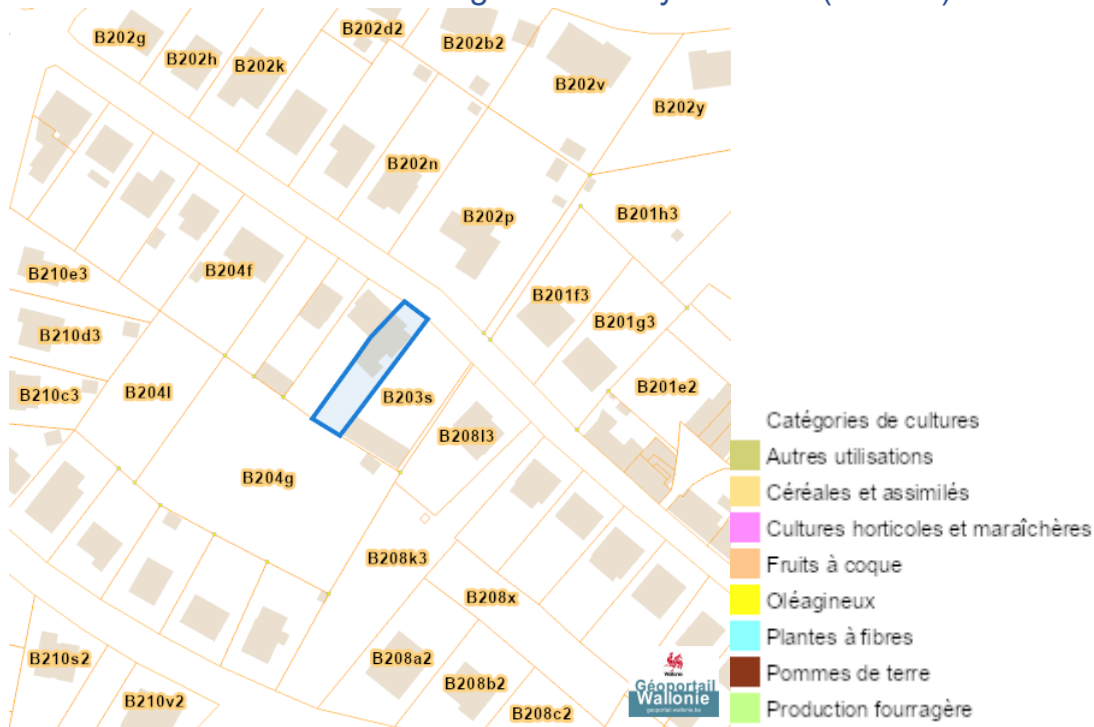 B202g
B202h
B202k
B202d2
B202b2
B202v
B202y
B202n
B202p
B201h3
B210e3
B204f
B201f3
B201g3
B210d3
B210c3
B204l
B203s
B201e2
B208l3
B204g
B208k3
B208x
B210s2
B208a2
B208b2
B210v2
B208c2
Wallonie
Géoportail
Wallonie
geoportail.wallonie.be
Catégories de cultures
Autres utilisations
Céréales et assimilés
Cultures horticoles et maraîchères
Fruits à coque
Oléagineux
Plantes à fibres
Pommes de terre
Production fourragère